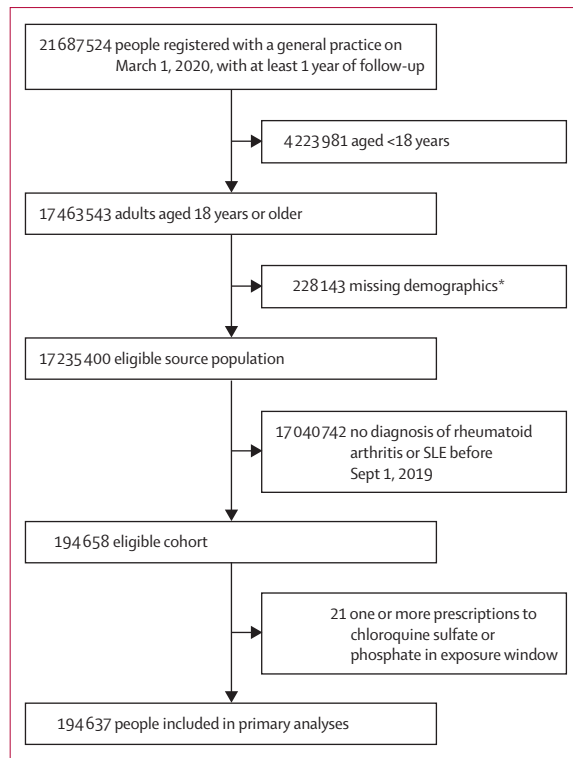 21 687 524 people registered with a general practice on
March 1, 2020, with at least 1 year of follow-up
4 223 981 aged <18 years
17 463 543 adults aged 18 years or older
228 143 missing demographics*
17 235 400 eligible source population
17 040 742 no diagnosis of rheumatoid
arthritis or SLE before
Sept 1, 2019
194 658 eligible cohort
21 one or more prescriptions to
chloroquine sulfate or
phosphate in exposure window
194 637 people included in primary analyses